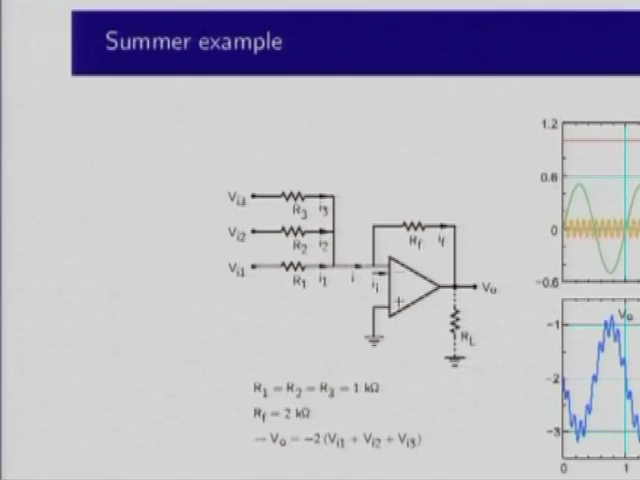 Summer example
1.2
0.6
0
−0.6
Vi3
R3
i3
Vi2
R2
i2
Vi1
R1
i1
i
Rf
if
Vo
RL
Vo
−1
−2
−3
0
1
R1 = R2 = R3 = 1 kΩ
Rf = 2 kΩ
→ Vo = −2 (Vi1 + Vi2 + Vi3)